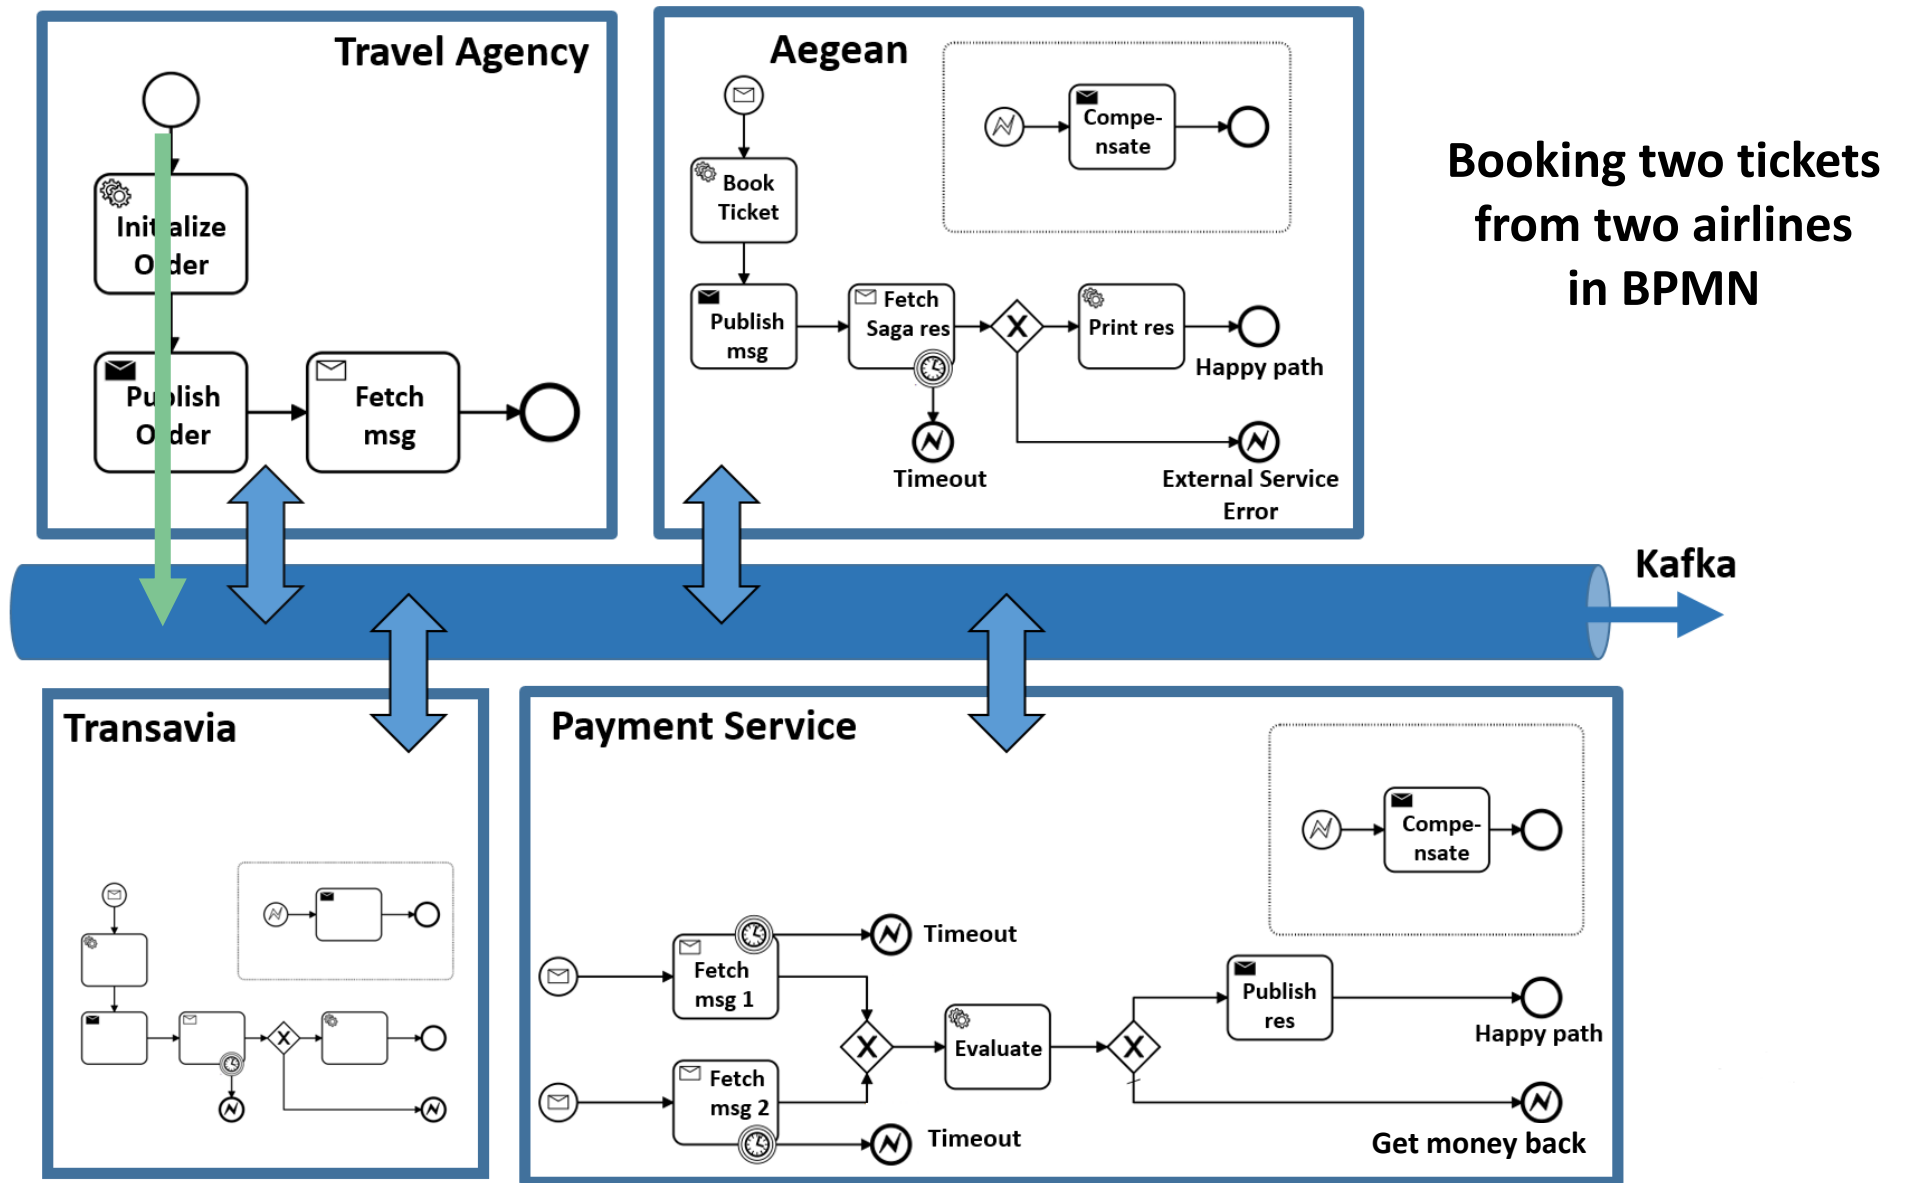 Travel Agency
Initialize
Order
Publish
Order
Fetch
msg
Aegean
Compe-
nsate
Book
Ticket
Publish
msg
Fetch
Saga res
X
Print res
Happy path
Timeout
External Service
Error
Booking two tickets
from two airlines
in BPMN
Kafka
Transavia
X
Payment Service
Compe-
nsate
Timeout
Fetch
msg 1
X
Evaluate
X
Publish
res
Happy path
Fetch
msg 2
Timeout
Get money back